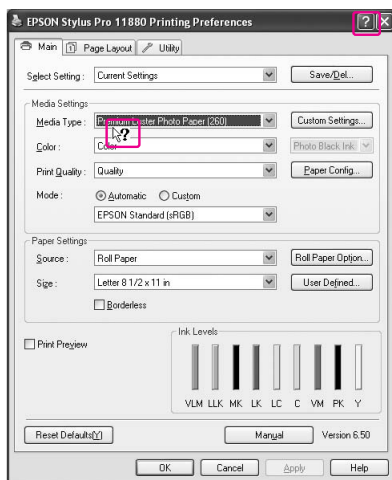 EPSON Stylus Pro 11880 Printing Preferences ? X
Main Page Layout Utility
Select Setting : Current Settings Save/Del...
Media Settings
Media Type : Premium Luster Photo Paper (260) Custom Settings...
?
Color : Color Photo Black Ink
Print Quality : Quality Paper Config...
Mode : Automatic Custom
EPSON Standard (sRGB)
Paper Settings
Source : Roll Paper Roll Paper Option...
Size : Letter 8 1/2 x 11 in User Defined...
Borderless
Print Preview
Ink Levels
VLM LLK MK LK LC C VM PK Y
Reset Defaults(Y) Manual Version 6.50
OK Cancel Apply Help